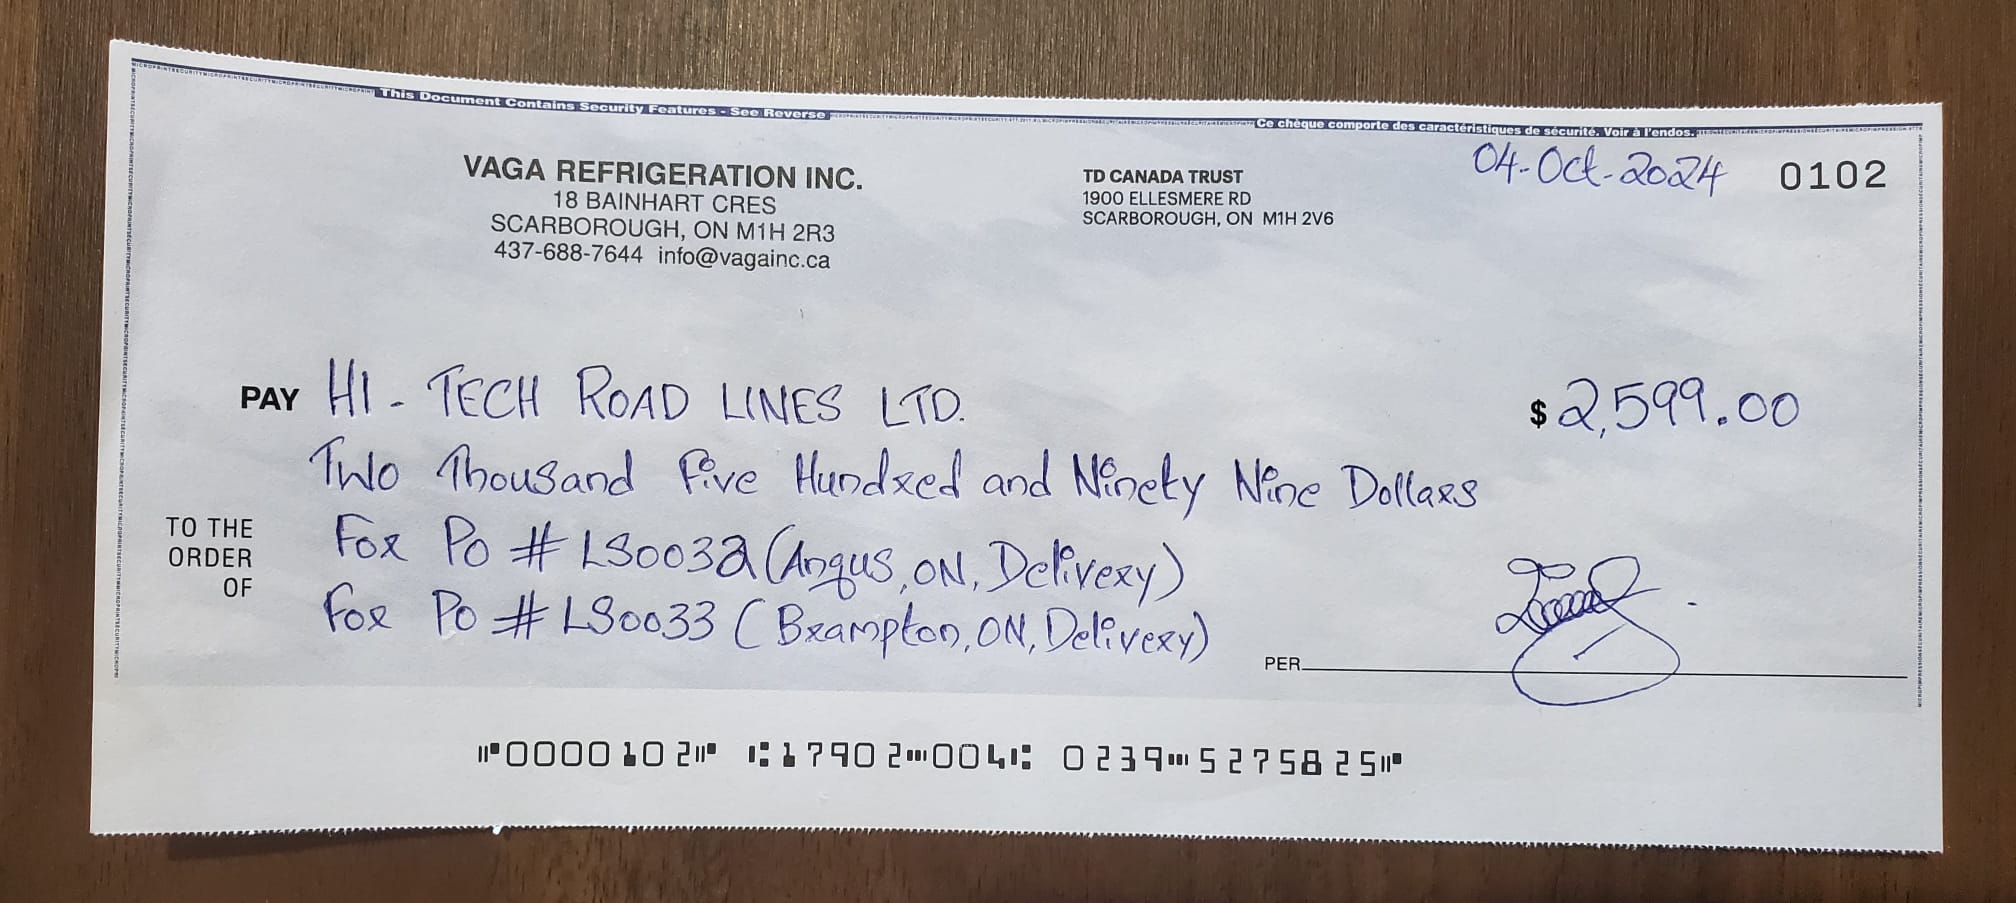 This Document Contains Security Features - See Reverse
Ce chèque comporte des caractéristiques de sécurité. Voir à l'endos.
VAGA REFRIGERATION INC.
18 BAINHART CRES
SCARBOROUGH, ON M1H 2R3
437-688-7644 info@vagainc.ca
TD CANADA TRUST
1900 ELLESMERE RD
SCARBOROUGH, ON M1H 2V6
04-Oct-2024 0102
PAY HI-TECH ROAD LINES LTD. $ 2,599.00
Two Thousand Five Hundred and Ninety Nine Dollars
TO THE
ORDER
OF
For Po # LS0032 (Angus, ON, Delivery)
For Po # LS0033 (Brampton, ON, Delivery)
PER
⑈0000102⑈ ⑆17902⑉004⑆ 0239⑉5275825⑈